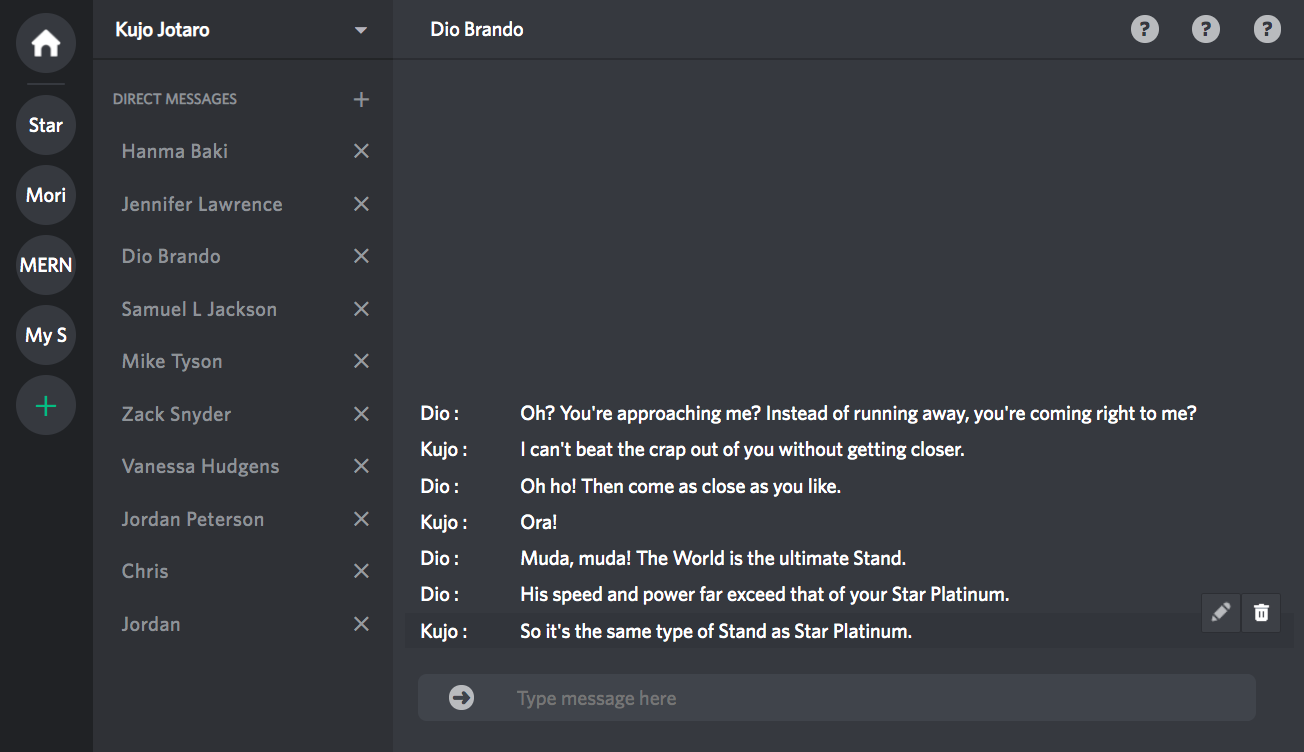 Star
Mori
MERN
My S
Kujo Jotaro
DIRECT MESSAGES
Hanma Baki
Jennifer Lawrence
Dio Brando
Samuel L Jackson
Mike Tyson
Zack Snyder
Vanessa Hudgens
Jordan Peterson
Chris
Jordan
Dio Brando
? ? ?
Dio : Oh? You're approaching me? Instead of running away, you're coming right to me?
Kujo : I can't beat the crap out of you without getting closer.
Dio : Oh ho! Then come as close as you like.
Kujo : Ora!
Dio : Muda, muda! The World is the ultimate Stand.
Dio : His speed and power far exceed that of your Star Platinum.
Kujo : So it's the same type of Stand as Star Platinum.
Type message here